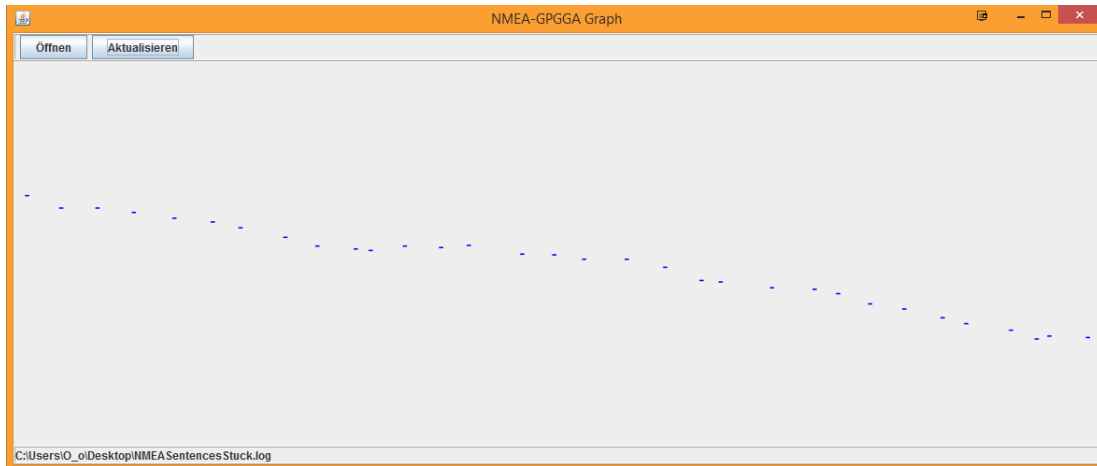 NMEA-GPGGA Graph
Öffnen Aktualisieren
C:\Users\O_o\Desktop\NMEASentencesStuck.log